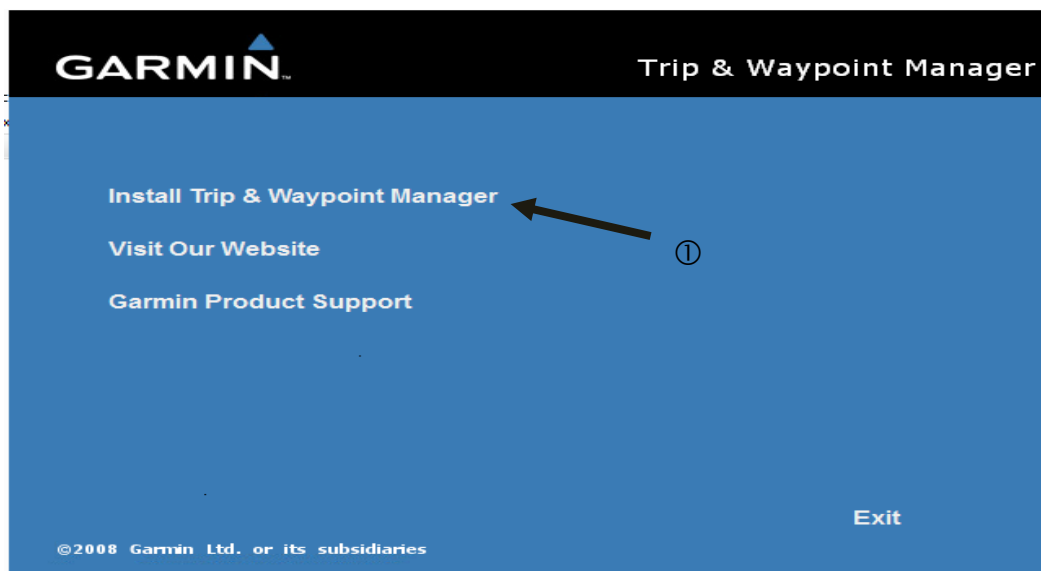 GARMIN™
Trip & Waypoint Manager
Install Trip & Waypoint Manager
①
Visit Our Website
Garmin Product Support
Exit
©2008 Garmin Ltd. or its subsidiaries